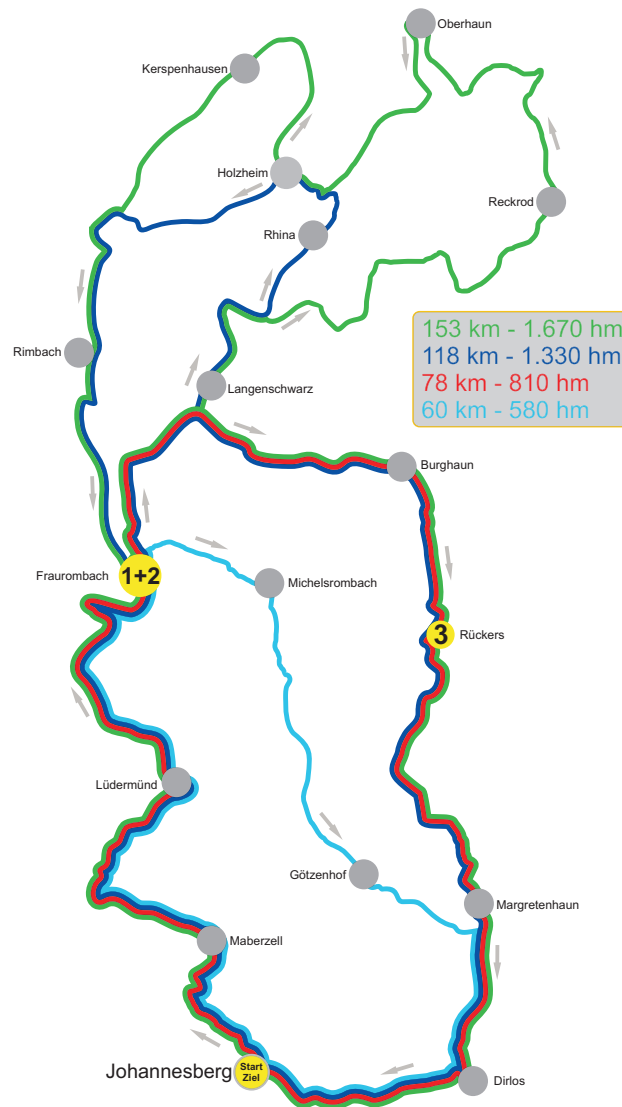 Oberhaun
Kerspenhausen
Holzheim
Reckrod
Rhina
153 km - 1.670 hm
118 km - 1.330 hm
78 km - 810 hm
60 km - 580 hm
Rimbach
Langenschwarz
Burghaun
Fraurombach
1+2
Michelsrombach
3
Rückers
Lüdermünd
Götzenhof
Margretenhaun
Maberzell
Johannesberg
Start
Ziel
Dirlos